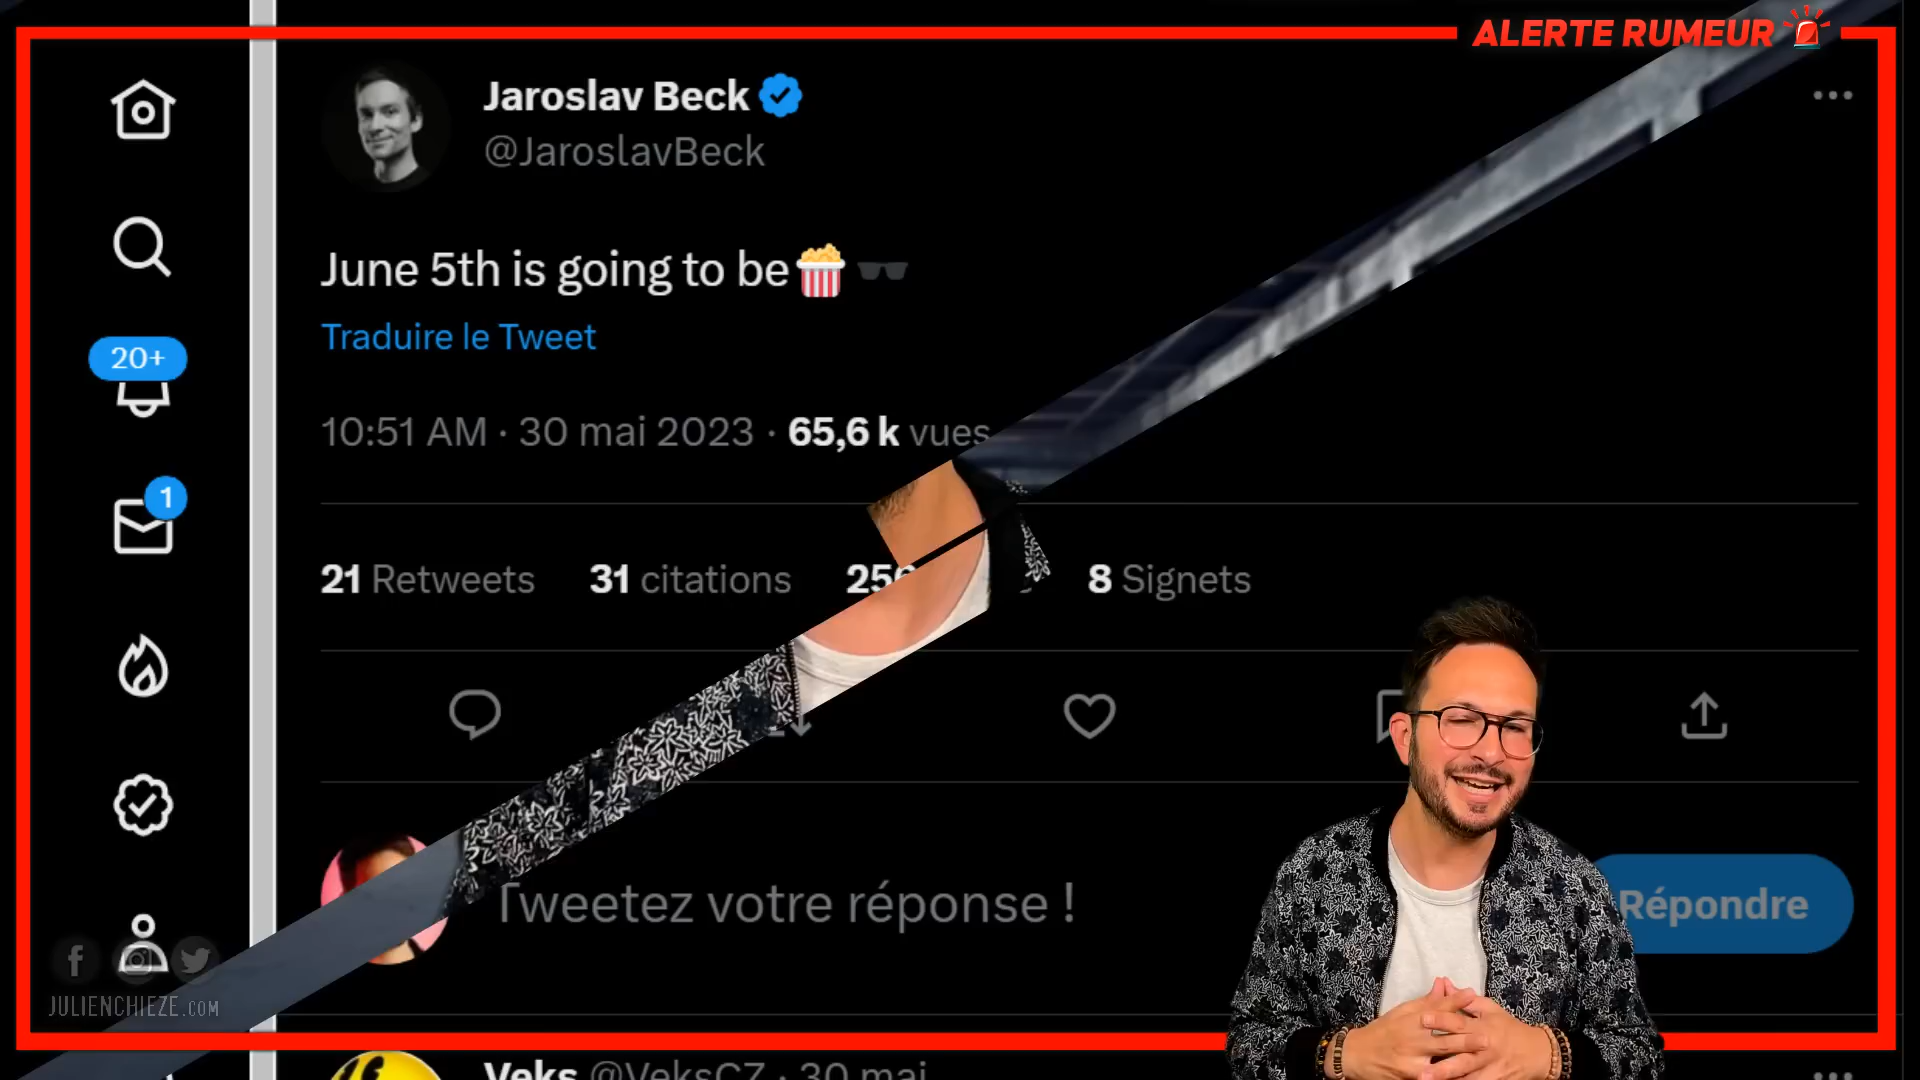 ALERTE RUMEUR
Jaroslav Beck
@JaroslavBeck
June 5th is going to be
Traduire le Tweet
20+
10:51 AM · 30 mai 2023 · 65,6 k vues
1
21 Retweets 31 citations 8 Signets
Tweetez votre réponse !
Répondre
JULIENCHIEZE.COM
Veks @VeksCZ · 30 mai